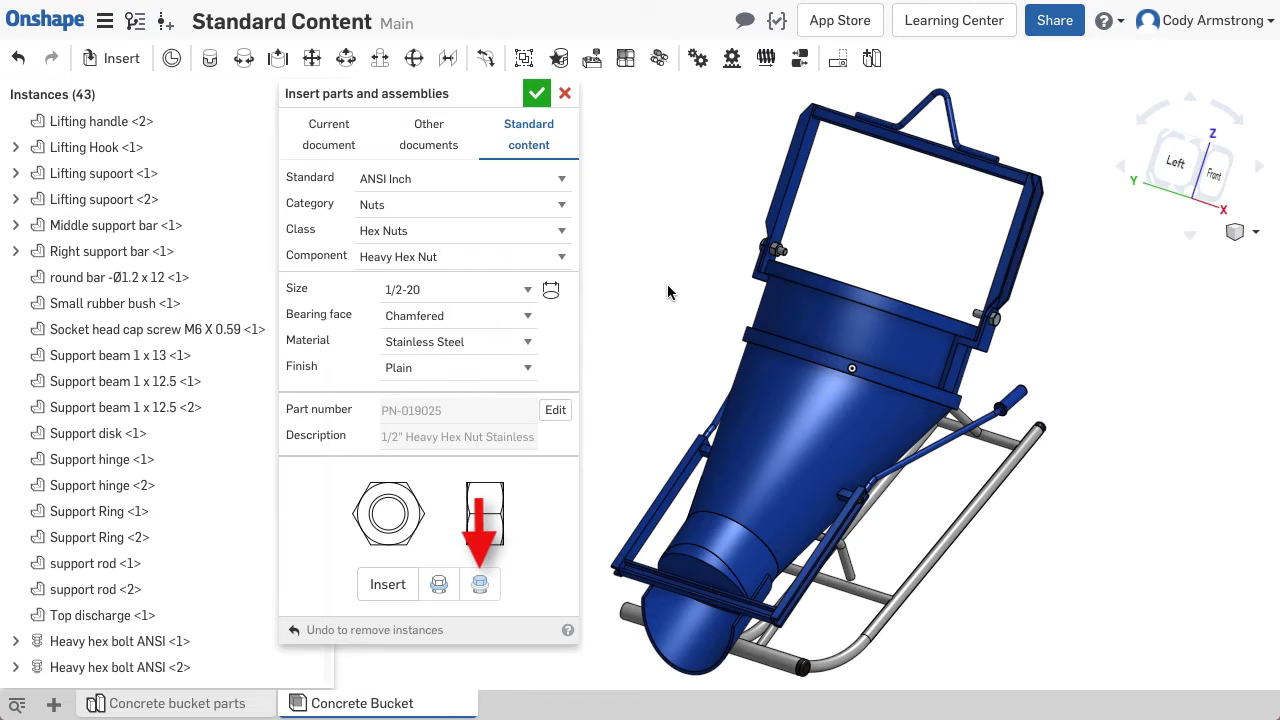 Onshape
Standard Content Main
App Store
Learning Center
Share
Cody Armstrong
Insert
Instances (43)
Lifting handle <2>
Lifting Hook <1>
Lifting supoort <1>
Lifting supoort <2>
Middle support bar <1>
Right support bar <1>
round bar -Ø1.2 x 12 <1>
Small rubber bush <1>
Socket head cap screw M6 X 0.59 <1>
Support beam 1 x 13 <1>
Support beam 1 x 12.5 <1>
Support beam 1 x 12.5 <2>
Support disk <1>
Support hinge <1>
Support hinge <2>
Support Ring <1>
Support Ring <2>
support rod <1>
support rod <2>
Top discharge <1>
Heavy hex bolt ANSI <1>
Heavy hex bolt ANSI <2>
Insert parts and assemblies
Current
document
Other
documents
Standard
content
Standard ANSI Inch
Category Nuts
Class Hex Nuts
Component Heavy Hex Nut
Size 1/2-20
Bearing face Chamfered
Material Stainless Steel
Finish Plain
Part number PN-019025 Edit
Description 1/2" Heavy Hex Nut Stainless
Insert
Undo to remove instances
Z
Left
Front
Y
X
Concrete bucket parts
Concrete Bucket